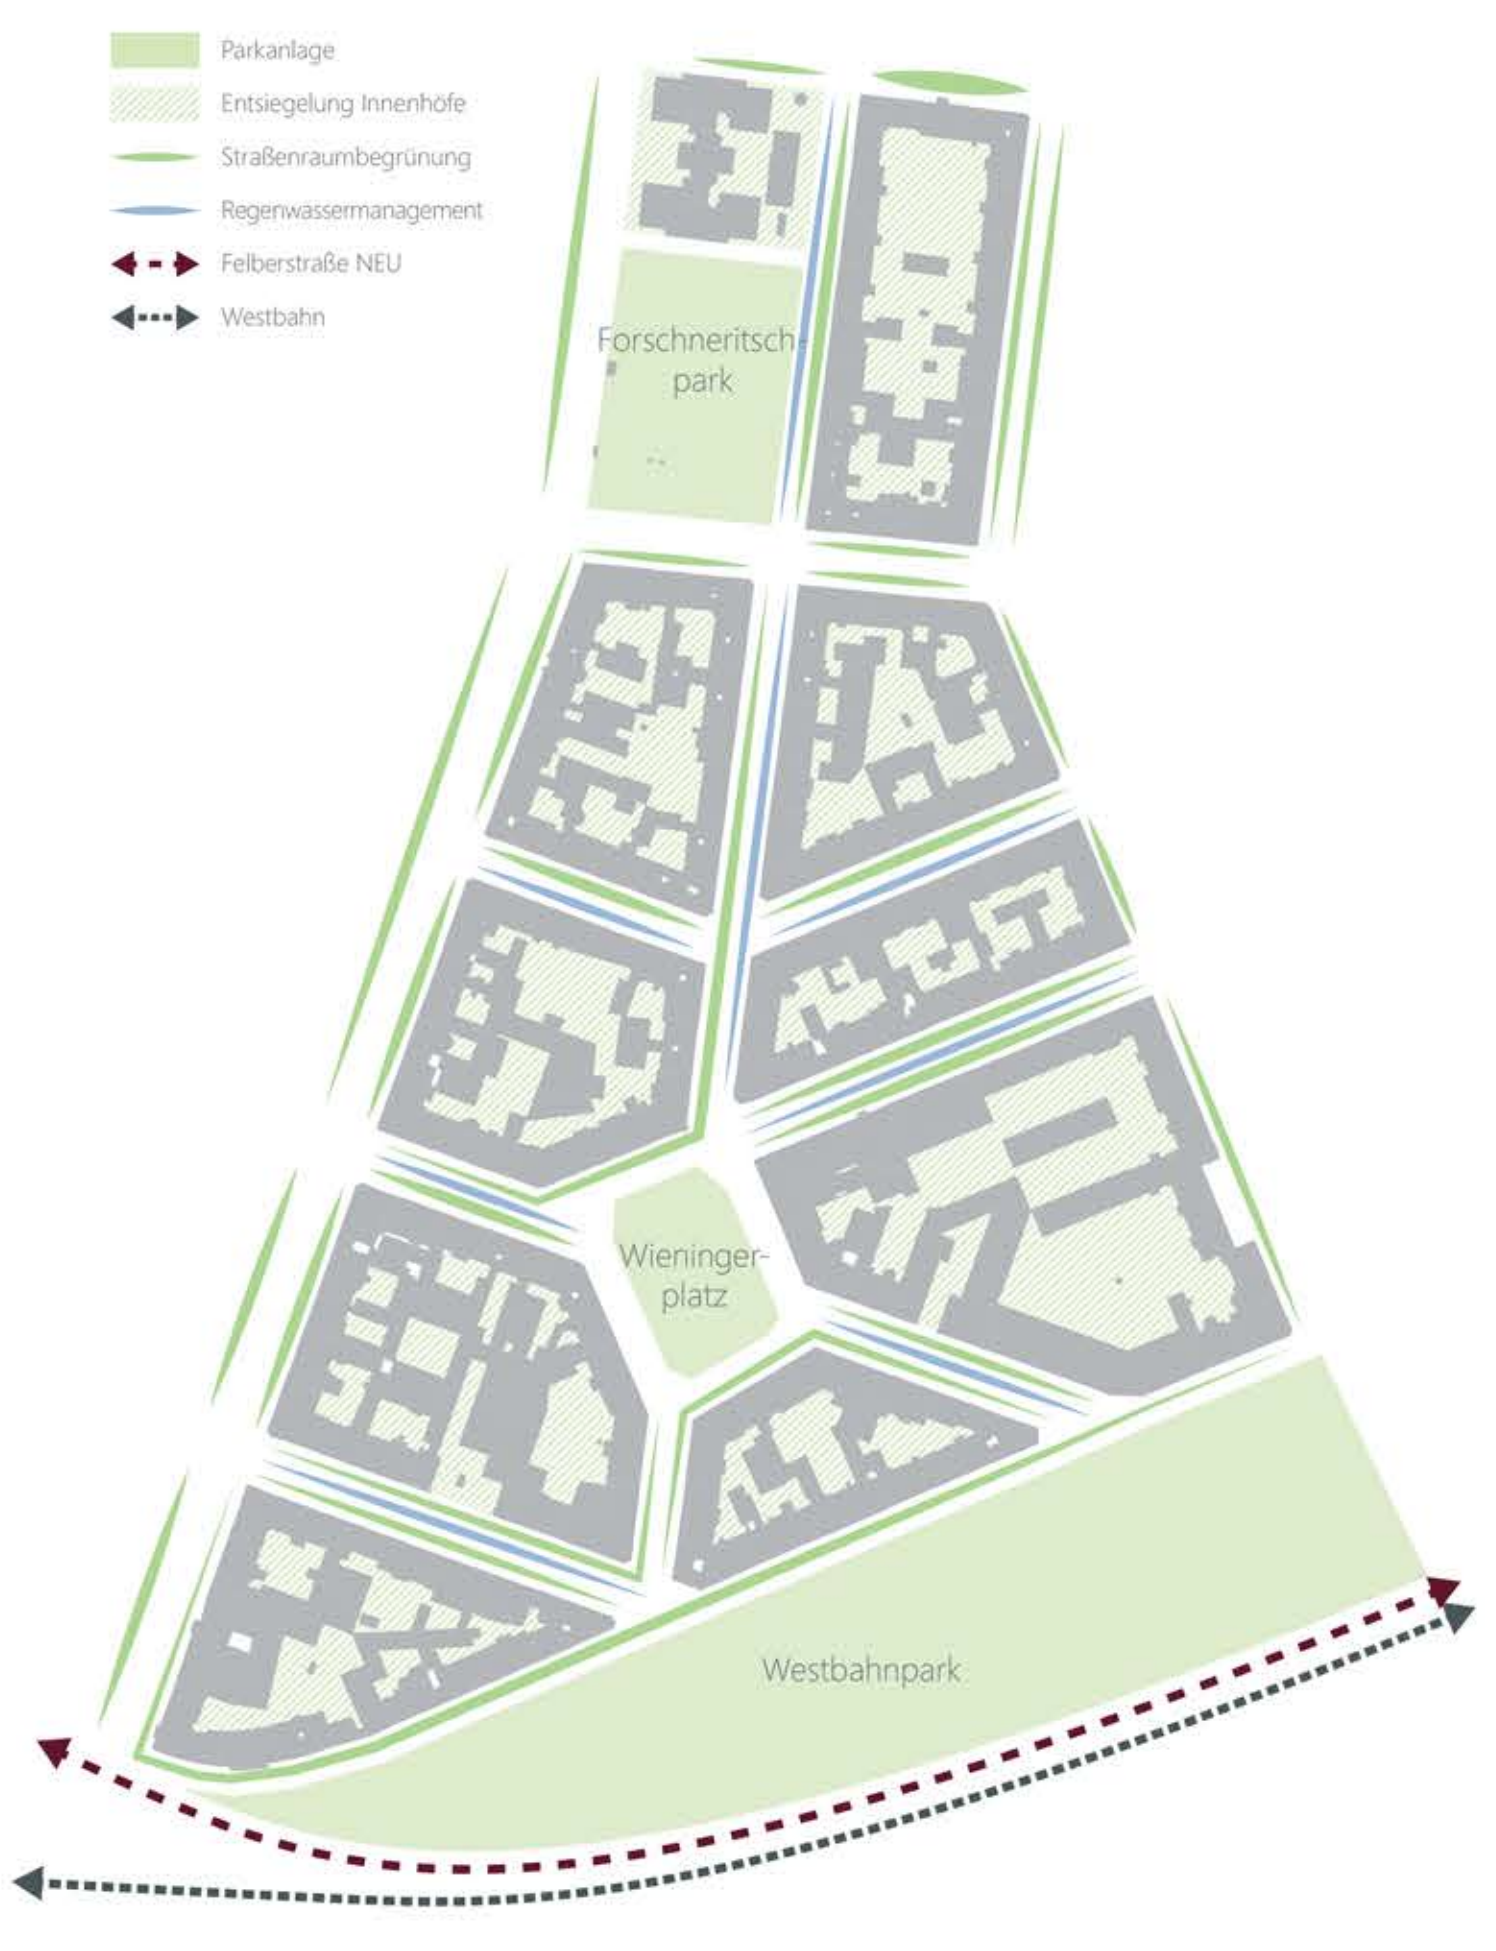 Parkanlage
Entsiegelung Innenhöfe
Straßenraumbegrünung
Regenwassermanagement
Felberstraße NEU
Westbahn
Forschneritsch-
park
Wieninger-
platz
Westbahnpark